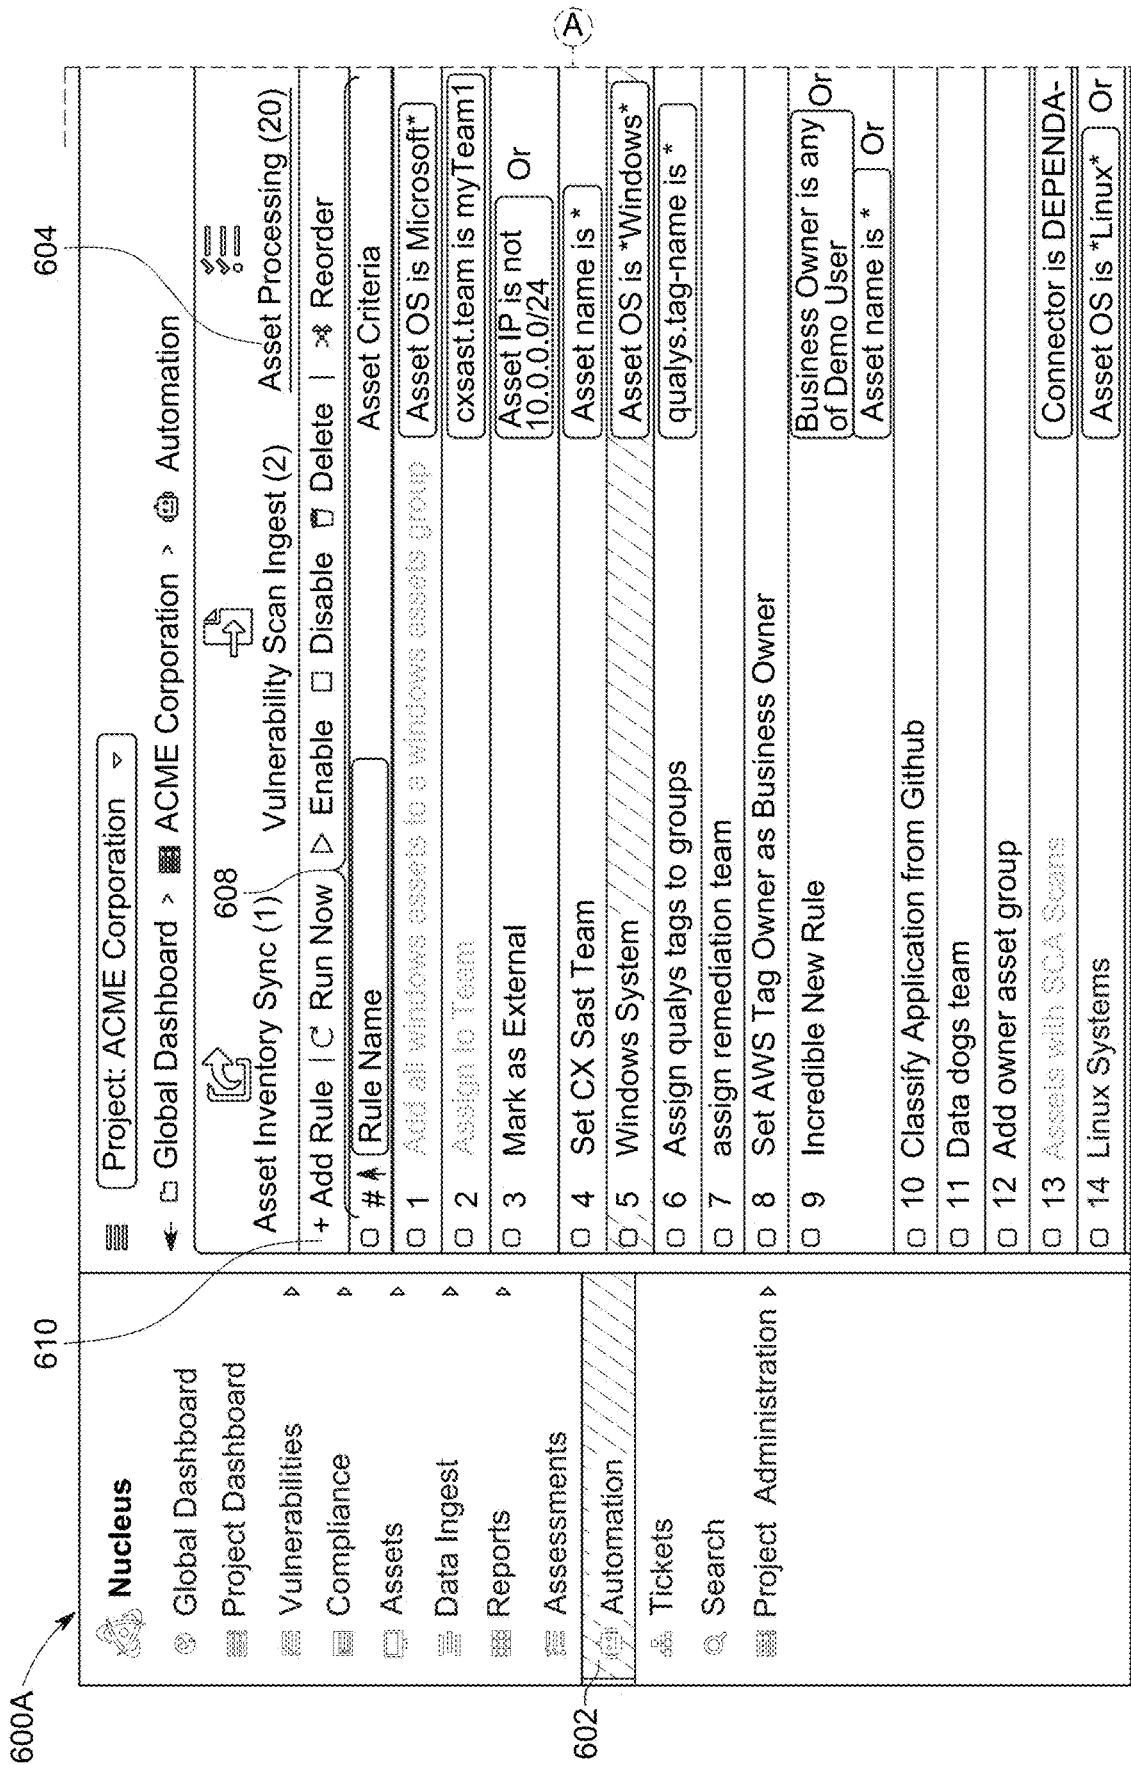 600A
610
604
A
602
608
Nucleus
Global Dashboard
Project Dashboard
Vulnerabilities
Compliance
Assets
Data Ingest
Reports
Assessments
Automation
Tickets
Search
Project Administration
Project: ACME Corporation
Global Dashboard > ACME Corporation > Automation
Asset Inventory Sync (1) Vulnerability Scan Ingest (2) Asset Processing (20)
+ Add Rule | Run Now Enable Disable Delete | Reorder
# Rule Name Asset Criteria
1 Add all windows assets to a windows assets group Asset OS is Microsoft*
2 Assign to Team cxsast.team is myTeam1
3 Mark as External Asset IP is not Or
10.0.0.0/24
4 Set CX Sast Team Asset name is *
5 Windows System Asset OS is *Windows*
6 Assign qualys tags to groups qualys.tag-name is *
7 assign remediation team
8 Set AWS Tag Owner as Business Owner
9 Incredible New Rule Business Owner is any Or
of Demo User
Asset name is * Or
10 Classify Application from Github
11 Data dogs team
12 Add owner asset group
13 Assets with SCA Scans Connector is DEPENDA-
14 Linux Systems Asset OS is *Linux* Or